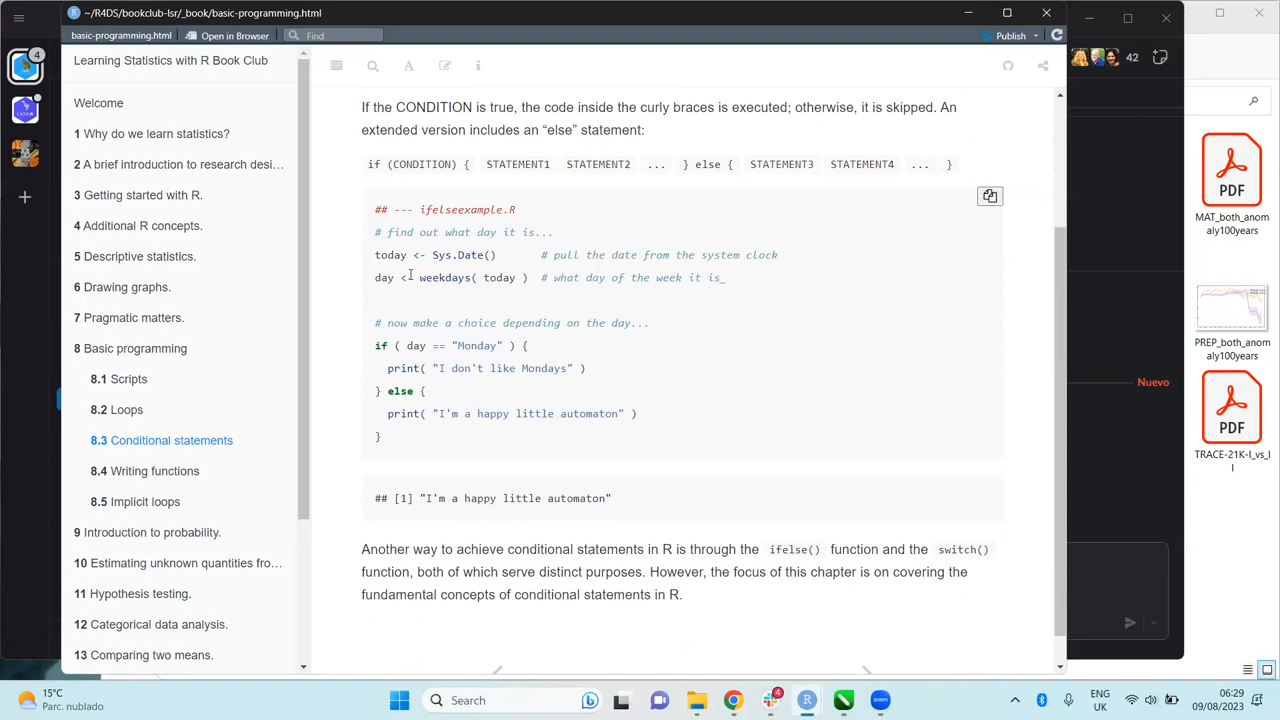 ~/R4DS/bookclub-lsr/_book/basic-programming.html
basic-programming.html
Open in Browser
Find
Publish
4
42
Learning Statistics with R Book Club
Welcome
1 Why do we learn statistics?
2 A brief introduction to research desi…
3 Getting started with R.
4 Additional R concepts.
5 Descriptive statistics.
6 Drawing graphs.
7 Pragmatic matters.
8 Basic programming
8.1 Scripts
8.2 Loops
8.3 Conditional statements
8.4 Writing functions
8.5 Implicit loops
9 Introduction to probability.
10 Estimating unknown quantities fro…
11 Hypothesis testing.
12 Categorical data analysis.
13 Comparing two means.
If the CONDITION is true, the code inside the curly braces is executed; otherwise, it is skipped. An
extended version includes an “else” statement:
if (CONDITION) { STATEMENT1 STATEMENT2 ... } else { STATEMENT3 STATEMENT4 ... }
## --- ifelseexample.R
# find out what day it is...
today <- Sys.Date() # pull the date from the system clock
day <- weekdays( today ) # what day of the week it is_
# now make a choice depending on the day...
if ( day == "Monday" ) {
print( "I don't like Mondays" )
} else {
print( "I'm a happy little automaton" )
}
## [1] "I'm a happy little automaton"
Another way to achieve conditional statements in R is through the ifelse() function and the switch()
function, both of which serve distinct purposes. However, the focus of this chapter is on covering the
fundamental concepts of conditional statements in R.
Nuevo
PDF
MAT_both_anom
aly100years
PREP_both_anom
aly100years
PDF
TRACE-21K-I_vs_I
I
15°C
Parc. nublado
Search
4
ENG
UK
06:29
09/08/2023